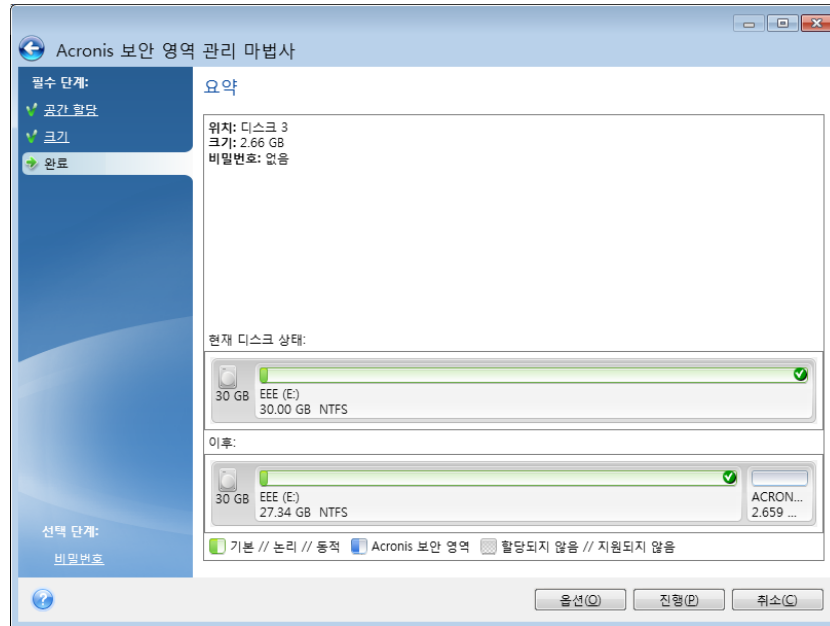 Acronis 보안 영역 관리 마법사
필수 단계:
공간 할당
크기
완료
선택 단계:
비밀번호
요약
위치: 디스크 3
크기: 2.66 GB
비밀번호: 없음
현재 디스크 상태:
30 GB
EEE (E:)
30.00 GB NTFS
이후:
30 GB
EEE (E:)
27.34 GB NTFS
ACRON...
2.659 ...
기본 // 논리 // 동적 Acronis 보안 영역 할당되지 않음 // 지원되지 않음
옵션(O) 진행(P) 취소(C)